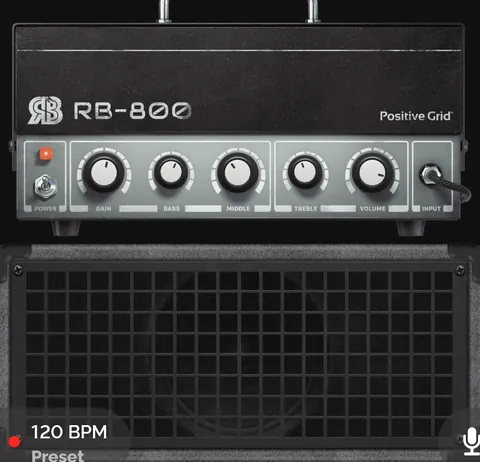 RB RB-800
Positive Grid
POWER GAIN BASS MIDDLE TREBLE VOLUME INPUT
120 BPM
Preset